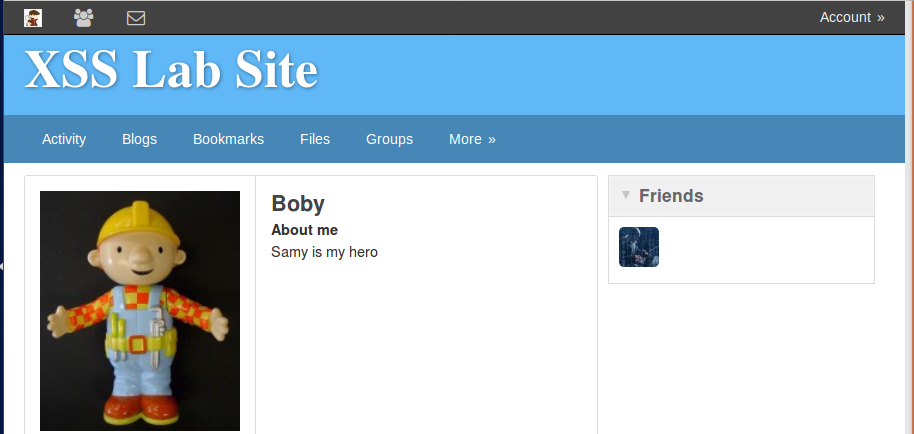 Account »
XSS Lab Site
Activity Blogs Bookmarks Files Groups More »
Boby
About me
Samy is my hero
Friends